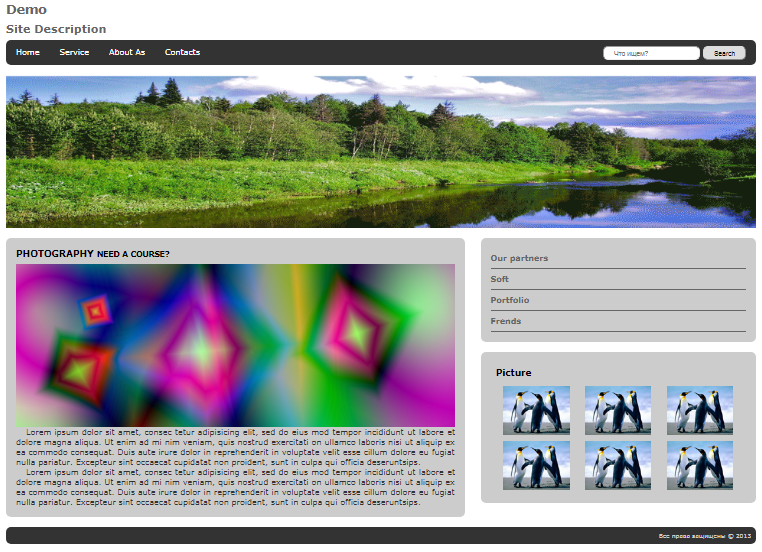 Demo
Site Description
Home Service About As Contacts
Что ищем? Search
PHOTOGRAPHY NEED A COURSE?
Lorem ipsum dolor sit amet, consec tetur adipisicing elit, sed do eius mod tempor incididunt ut labore et
dolore magna aliqua. Ut enim ad mi nim veniam, quis nostrud exercitati on ullamco laboris nisi ut aliquip ex
ea commodo consequat. Duis aute irure dolor in reprehenderit in voluptate velit esse cillum dolore eu fugiat
nulla pariatur. Excepteur sint occaecat cupidatat non proident, sunt in culpa qui officia deseruntsips.
Lorem ipsum dolor sit amet, consec tetur adipisicing elit, sed do eius mod tempor incididunt ut labore et
dolore magna aliqua. Ut enim ad mi nim veniam, quis nostrud exercitati on ullamco laboris nisi ut aliquip ex
ea commodo consequat. Duis aute irure dolor in reprehenderit in voluptate velit esse cillum dolore eu fugiat
nulla pariatur. Excepteur sint occaecat cupidatat non proident, sunt in culpa qui officia deseruntsips.
Our partners
Soft
Portfolio
Frends
Picture
Все право защищены © 2013